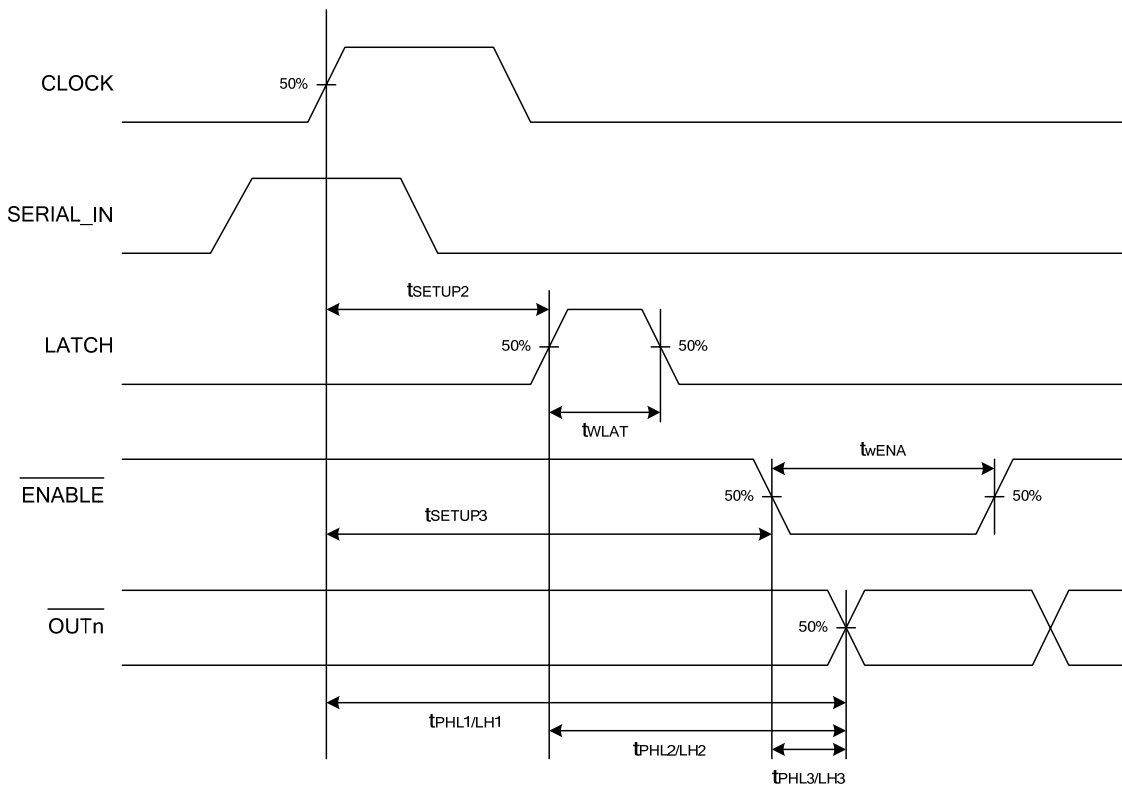 CLOCK
50%
SERIAL_IN
tSETUP2
LATCH
50%
50%
tWLAT
twENA
ENABLE
50%
50%
tSETUP3
OUTn
50%
tPHL1/LH1
tPHL2/LH2
tPHL3/LH3